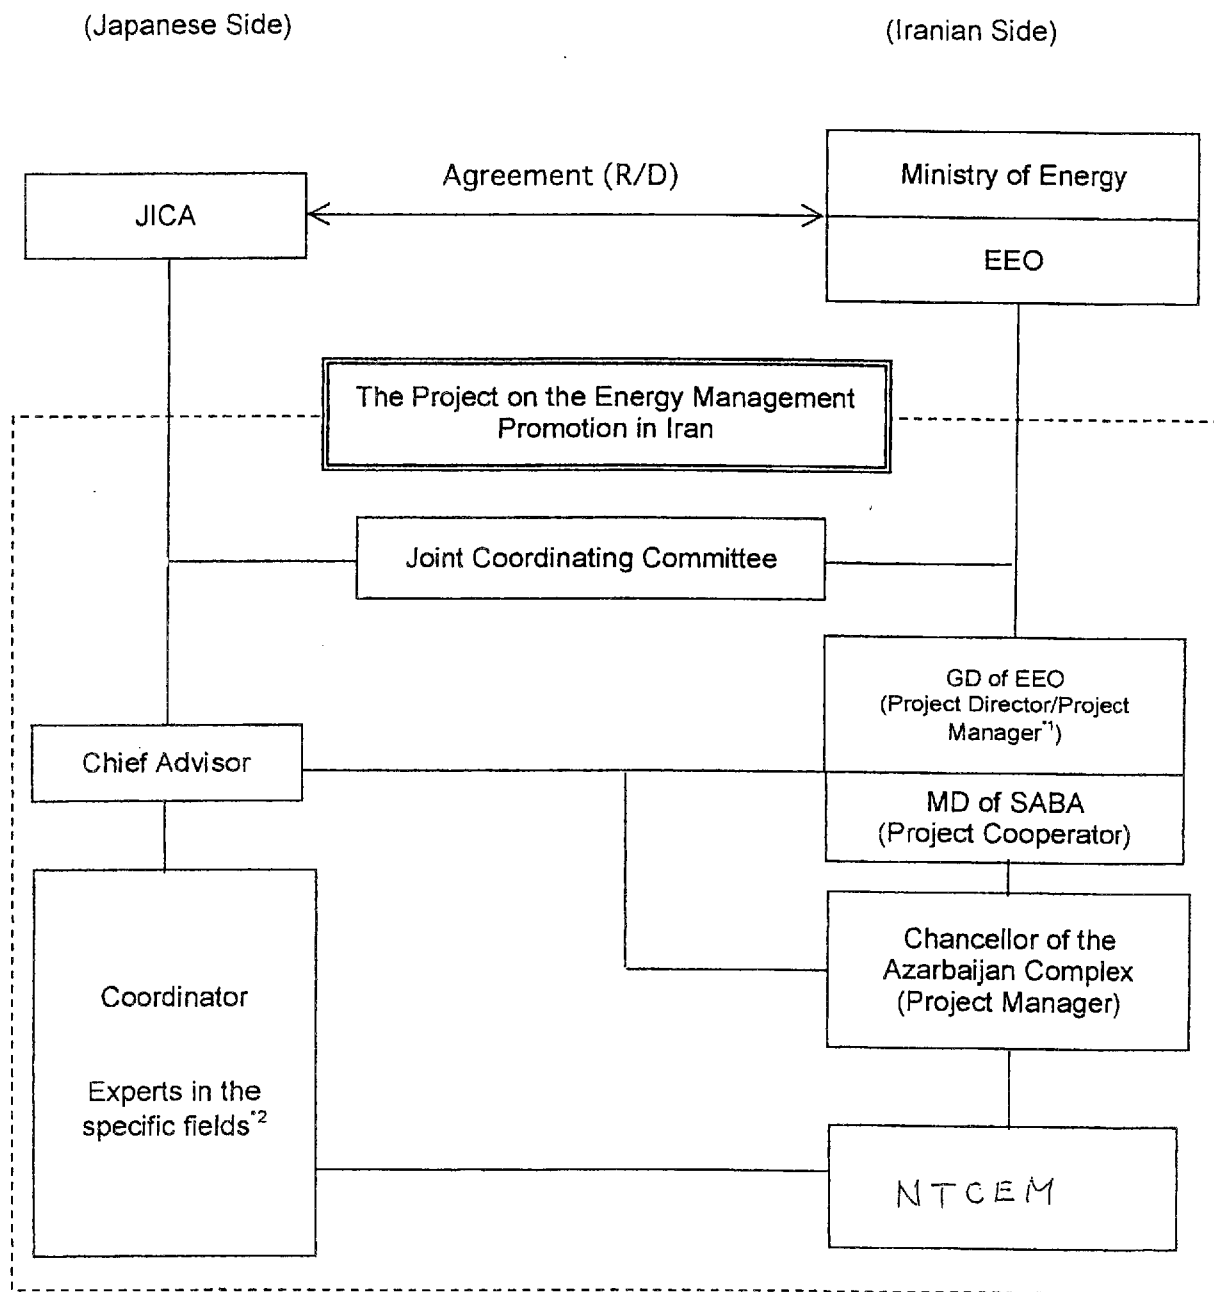 (Japanese Side)
(Iranian Side)
Agreement (R/D)
JICA
Ministry of Energy
EEO
The Project on the Energy Management
Promotion in Iran
Joint Coordinating Committee
GD of EEO
(Project Director/Project
Manager*1)
Chief Advisor
MD of SABA
(Project Cooperator)
Chancellor of the
Azarbaijan Complex
(Project Manager)
Coordinator
Experts in the
specific fields*2
NTCEM